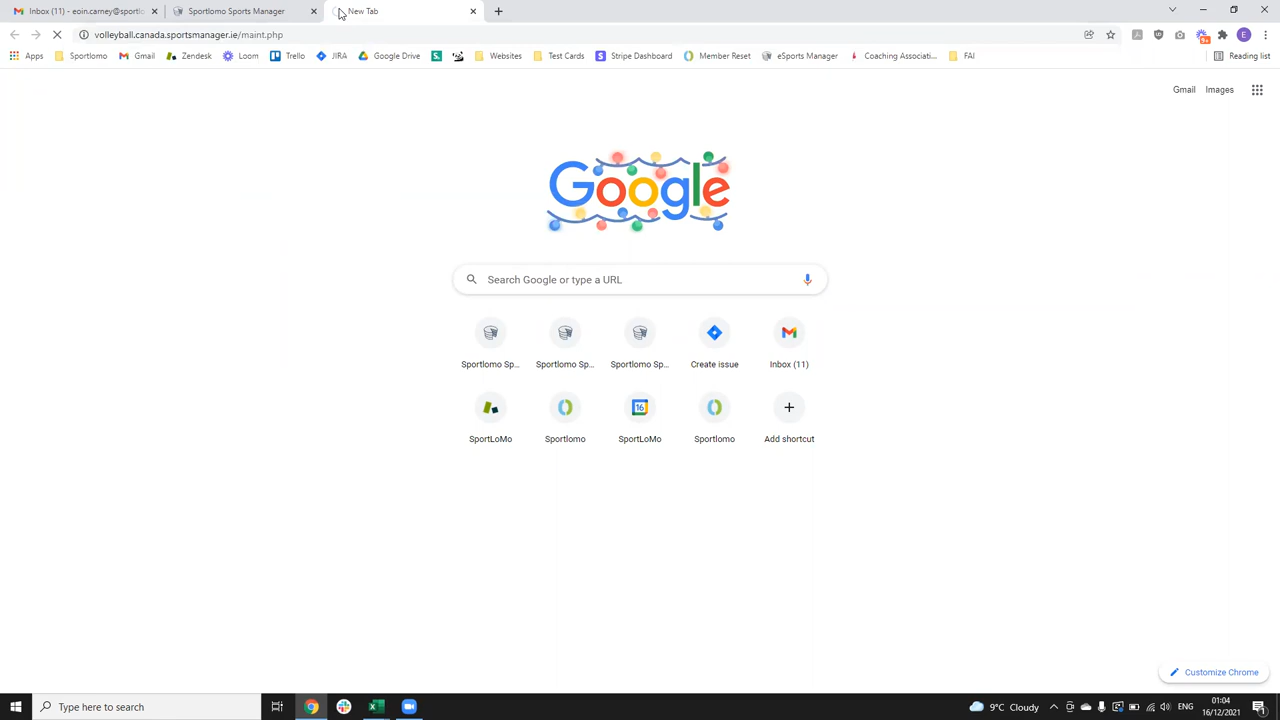 Inbox (11) - eoin.carney@sportl Sportlomo Sports Manager New Tab
volleyball.canada.sportsmanager.ie/maint.php
Apps Sportlomo Gmail Zendesk Loom Trello JIRA Google Drive Websites Test Cards Stripe Dashboard Member Reset eSports Manager Coaching Associati... FAI Reading list
Gmail Images
Google
Search Google or type a URL
Sportlomo Sp... Sportlomo Sp... Sportlomo Sp... Create issue Inbox (11)
SportLoMo Sportlomo SportLoMo Sportlomo Add shortcut
Customize Chrome
Type here to search
9°C Cloudy ENG 01:04
16/12/2021